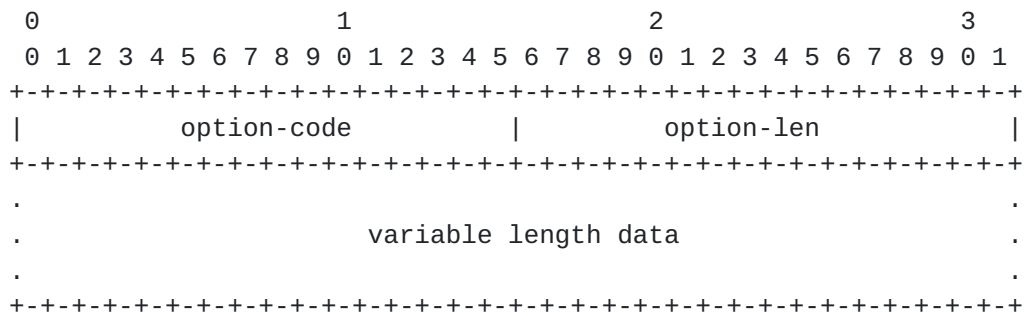 0                   1                   2                   3
 0 1 2 3 4 5 6 7 8 9 0 1 2 3 4 5 6 7 8 9 0 1 2 3 4 5 6 7 8 9 0 1
+-+-+-+-+-+-+-+-+-+-+-+-+-+-+-+-+-+-+-+-+-+-+-+-+-+-+-+-+-+-+-+-+
|          option-code          |         option-len            |
+-+-+-+-+-+-+-+-+-+-+-+-+-+-+-+-+-+-+-+-+-+-+-+-+-+-+-+-+-+-+-+-+
.                                                               .
.                      variable length data                     .
.                                                               .
+-+-+-+-+-+-+-+-+-+-+-+-+-+-+-+-+-+-+-+-+-+-+-+-+-+-+-+-+-+-+-+-+